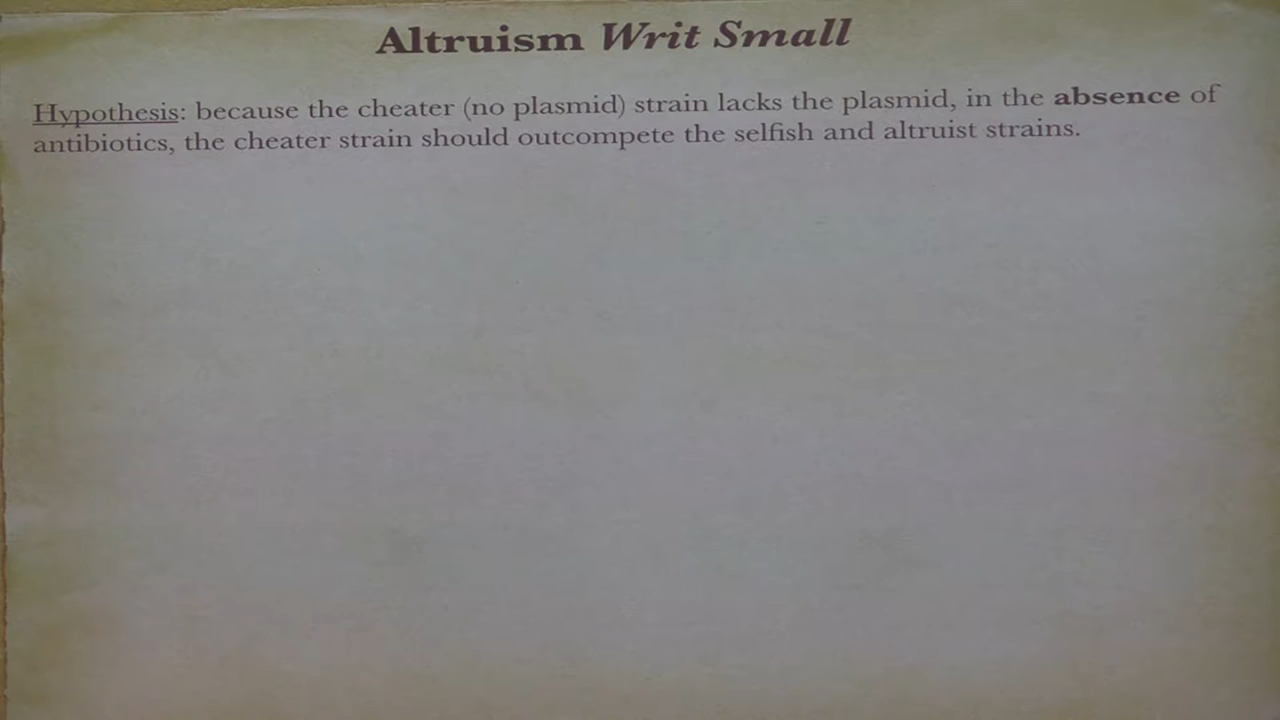 Altruism Writ Small
Hypothesis: because the cheater (no plasmid) strain lacks the plasmid, in the absence of
antibiotics, the cheater strain should outcompete the selfish and altruist strains.